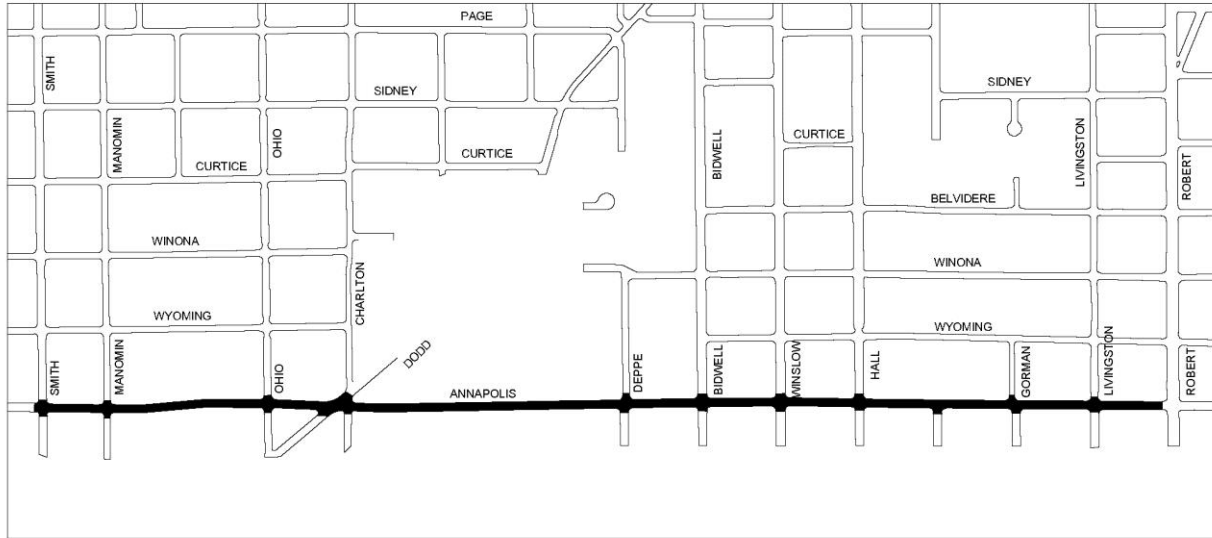 PAGE
SMITH
SIDNEY
SIDNEY
MANOMIN
OHIO
CURTICE
CURTICE
BIDWELL
CURTICE
LIVINGSTON
ROBERT
BELVIDERE
WINONA
CHARLTON
WINONA
WYOMING
WYOMING
SMITH
MANOMIN
OHIO
DODD
ANNAPOLIS
DEPPE
BIDWELL
WINSLOW
HALL
GORMAN
LIVINGSTON
ROBERT